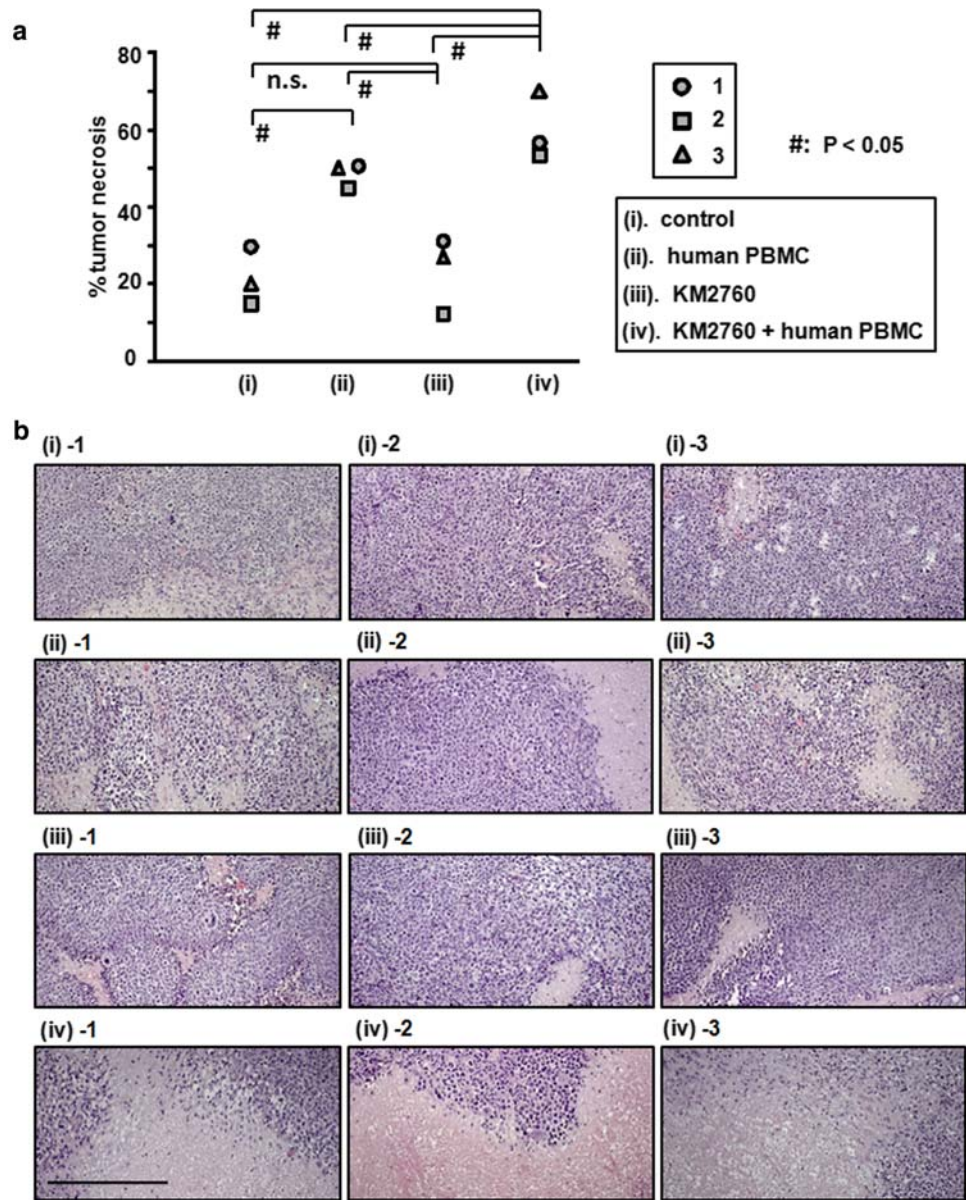 a
#
#
#
n.s.
#
#
80
60
40
20
0
% tumor necrosis
(i) (ii) (iii) (iv)
1
2
3
#: P < 0.05
(i). control
(ii). human PBMC
(iii). KM2760
(iv). KM2760 + human PBMC
b
(i) -1 (i) -2 (i) -3
(ii) -1 (ii) -2 (ii) -3
(iii) -1 (iii) -2 (iii) -3
(iv) -1 (iv) -2 (iv) -3